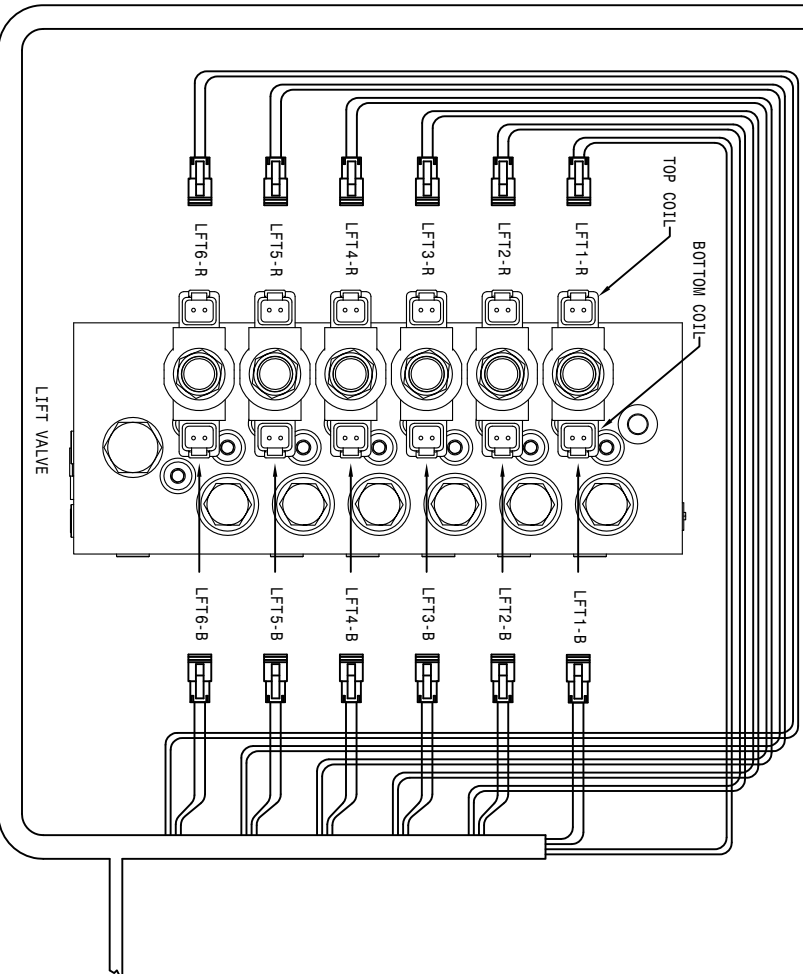 TOP COIL
BOTTOM COIL
LFT1-R
LFT2-R
LFT3-R
LFT4-R
LFT5-R
LFT6-R
LFT1-B
LFT2-B
LFT3-B
LFT4-B
LFT5-B
LFT6-B
LIFT VALVE